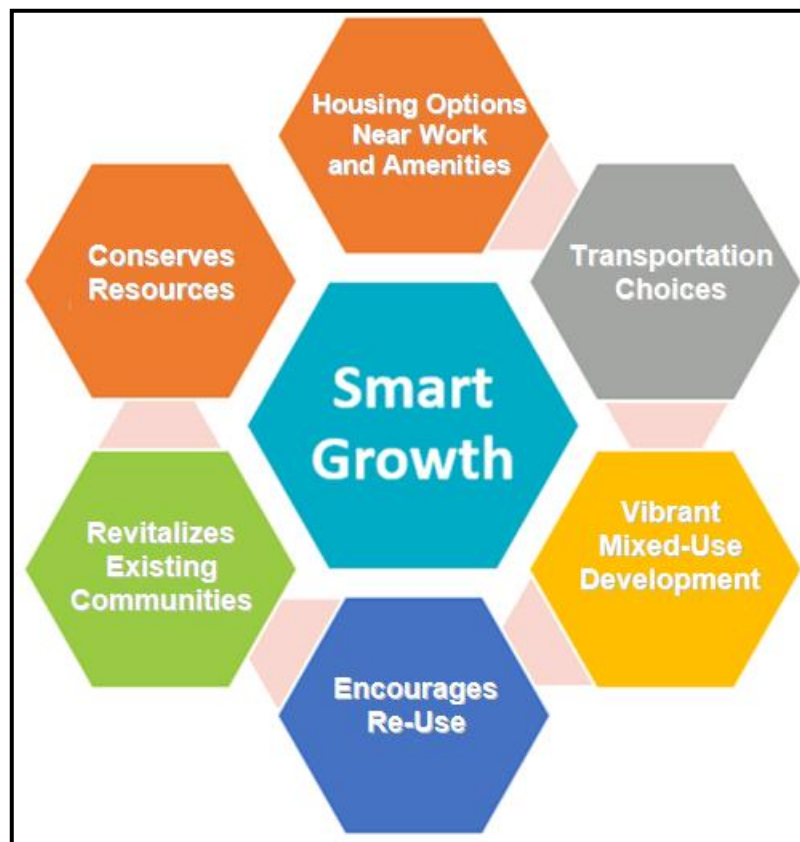 Housing Options
Near Work
and Amenities
Transportation
Choices
Vibrant
Mixed-Use
Development
Encourages
Re-Use
Revitalizes
Existing
Communities
Conserves
Resources
Smart
Growth